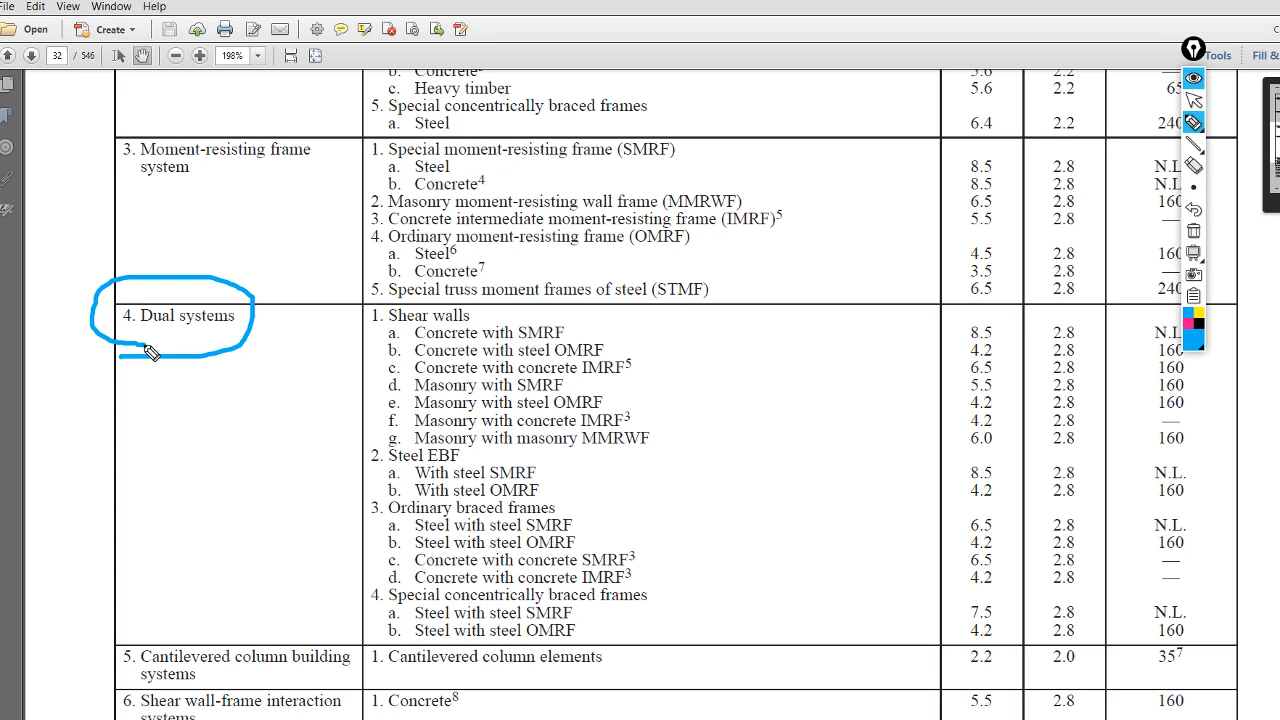 File Edit View Window Help
Open Create
32 / 546 198% Tools Fill &
b. Concrete 5.6 2.2 —
c. Heavy timber 5.6 2.2 65
5. Special concentrically braced frames
a. Steel 6.4 2.2 240
3. Moment-resisting frame system
1. Special moment-resisting frame (SMRF)
a. Steel 8.5 2.8 N.L.
b. Concrete4 8.5 2.8 N.L.
2. Masonry moment-resisting wall frame (MMRWF) 6.5 2.8 160
3. Concrete intermediate moment-resisting frame (IMRF)5 5.5 2.8 —
4. Ordinary moment-resisting frame (OMRF)
a. Steel6 4.5 2.8 160
b. Concrete7 3.5 2.8 —
5. Special truss moment frames of steel (STMF) 6.5 2.8 240
4. Dual systems 1. Shear walls
a. Concrete with SMRF 8.5 2.8 N.L.
b. Concrete with steel OMRF 4.2 2.8 160
c. Concrete with concrete IMRF5 6.5 2.8 160
d. Masonry with SMRF 5.5 2.8 160
e. Masonry with steel OMRF 4.2 2.8 160
f. Masonry with concrete IMRF3 4.2 2.8 —
g. Masonry with masonry MMRWF 6.0 2.8 160
2. Steel EBF
a. With steel SMRF 8.5 2.8 N.L.
b. With steel OMRF 4.2 2.8 160
3. Ordinary braced frames
a. Steel with steel SMRF 6.5 2.8 N.L.
b. Steel with steel OMRF 4.2 2.8 160
c. Concrete with concrete SMRF3 6.5 2.8 —
d. Concrete with concrete IMRF3 4.2 2.8 —
4. Special concentrically braced frames
a. Steel with steel SMRF 7.5 2.8 N.L.
b. Steel with steel OMRF 4.2 2.8 160
5. Cantilevered column building systems
1. Cantilevered column elements 2.2 2.0 357
6. Shear wall-frame interaction systems
1. Concrete8 5.5 2.8 160